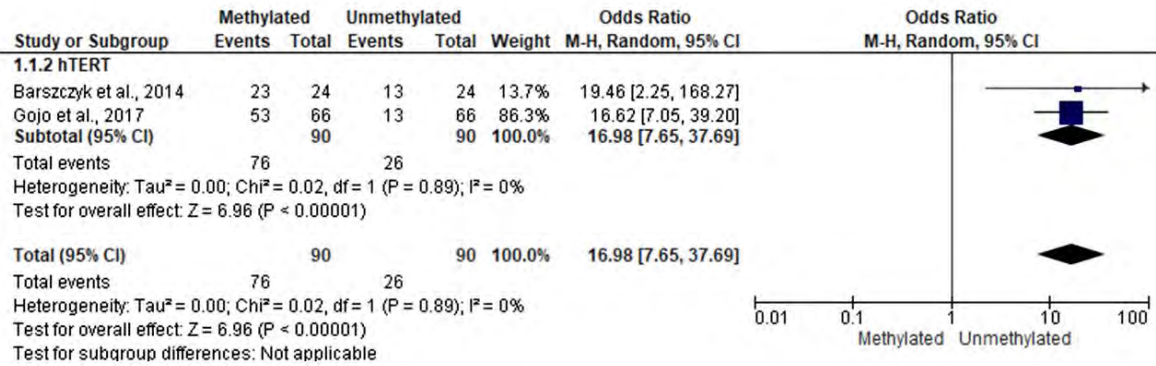 Methylated Unmethylated Odds Ratio Odds Ratio
Study or Subgroup Events Total Events Total Weight M-H, Random, 95% CI M-H, Random, 95% CI
1.1.2 hTERT
Barszczyk et al., 2014 23 24 13 24 13.7% 19.46 [2.25, 168.27]
Gojo et al., 2017 53 66 13 66 86.3% 16.62 [7.05, 39.20]
Subtotal (95% CI) 90 90 100.0% 16.98 [7.65, 37.69]
Total events 76 26
Heterogeneity: Tau² = 0.00; Chi² = 0.02, df = 1 (P = 0.89); I² = 0%
Test for overall effect: Z = 6.96 (P < 0.00001)
Total (95% CI) 90 90 100.0% 16.98 [7.65, 37.69]
Total events 76 26
Heterogeneity: Tau² = 0.00; Chi² = 0.02, df = 1 (P = 0.89); I² = 0%
Test for overall effect: Z = 6.96 (P < 0.00001)
Test for subgroup differences: Not applicable
0.01 0.1 1 10 100
Methylated Unmethylated